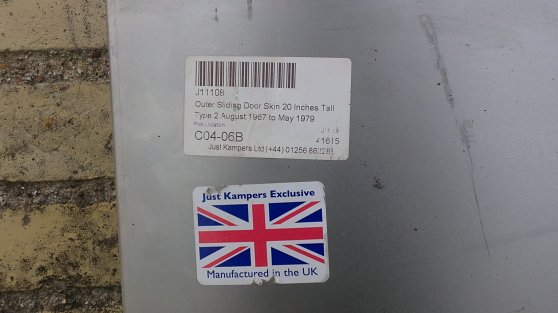 J11108
Outer Sliding Door Skin 20 Inches Tall
Type 2 August 1967 to May 1979
Pick Location
C04-06B
41615
Just Kampers Ltd (+44) 01256 862288
Just Kampers Exclusive
Manufactured in the UK